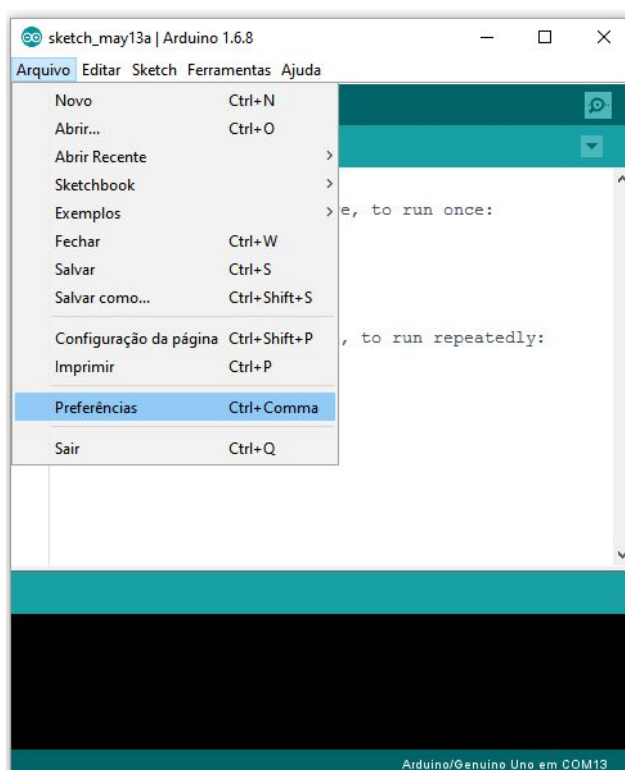 sketch_may13a | Arduino 1.6.8
Arquivo Editar Sketch Ferramentas Ajuda
Novo Ctrl+N
Abrir... Ctrl+O
Abrir Recente
Sketchbook
Exemplos
e, to run once:
Fechar Ctrl+W
Salvar Ctrl+S
Salvar como... Ctrl+Shift+S
Configuração da página Ctrl+Shift+P
, to run repeatedly:
Imprimir Ctrl+P
Preferências Ctrl+Comma
Sair Ctrl+Q
Arduino/Genuino Uno em COM13